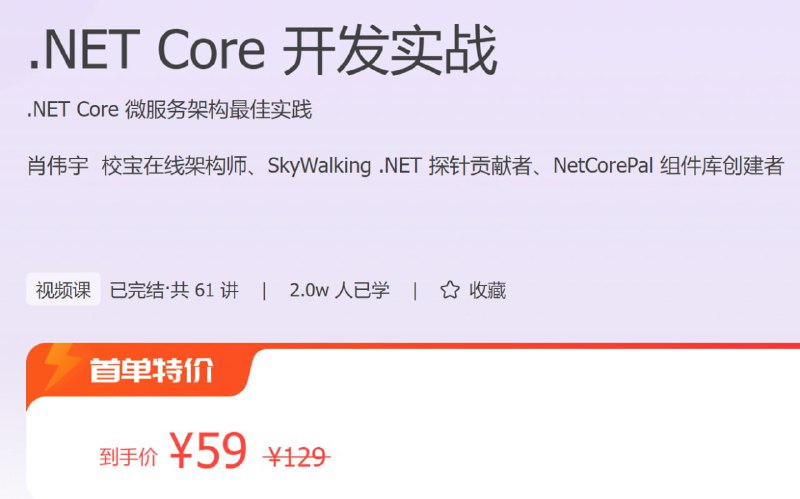 .NET Core 开发实战
.NET Core 微服务架构最佳实践
肖伟宇 校宝在线架构师、SkyWalking .NET 探针贡献者、NetCorePal 组件库创建者
视频课 已完结·共 61 讲 | 2.0w 人已学 | 收藏
首单特价
到手价 ¥59 ¥129